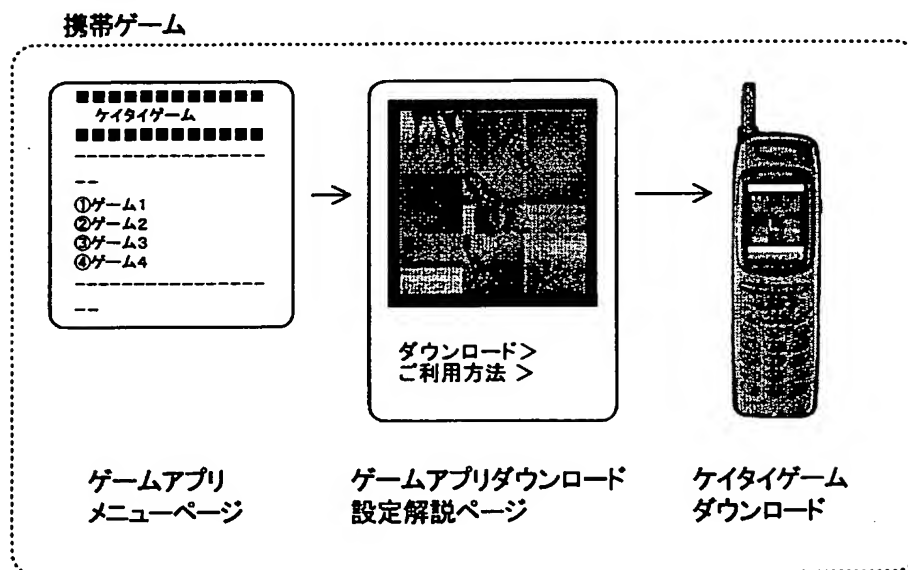 携帯ゲーム
ケイタイゲーム
①ゲーム1
②ゲーム2
③ゲーム3
④ゲーム4
ダウンロード>
ご利用方法 >
ゲームアプリ
メニューページ
ゲームアプリダウンロード
設定解説ページ
ケイタイゲーム
ダウンロード